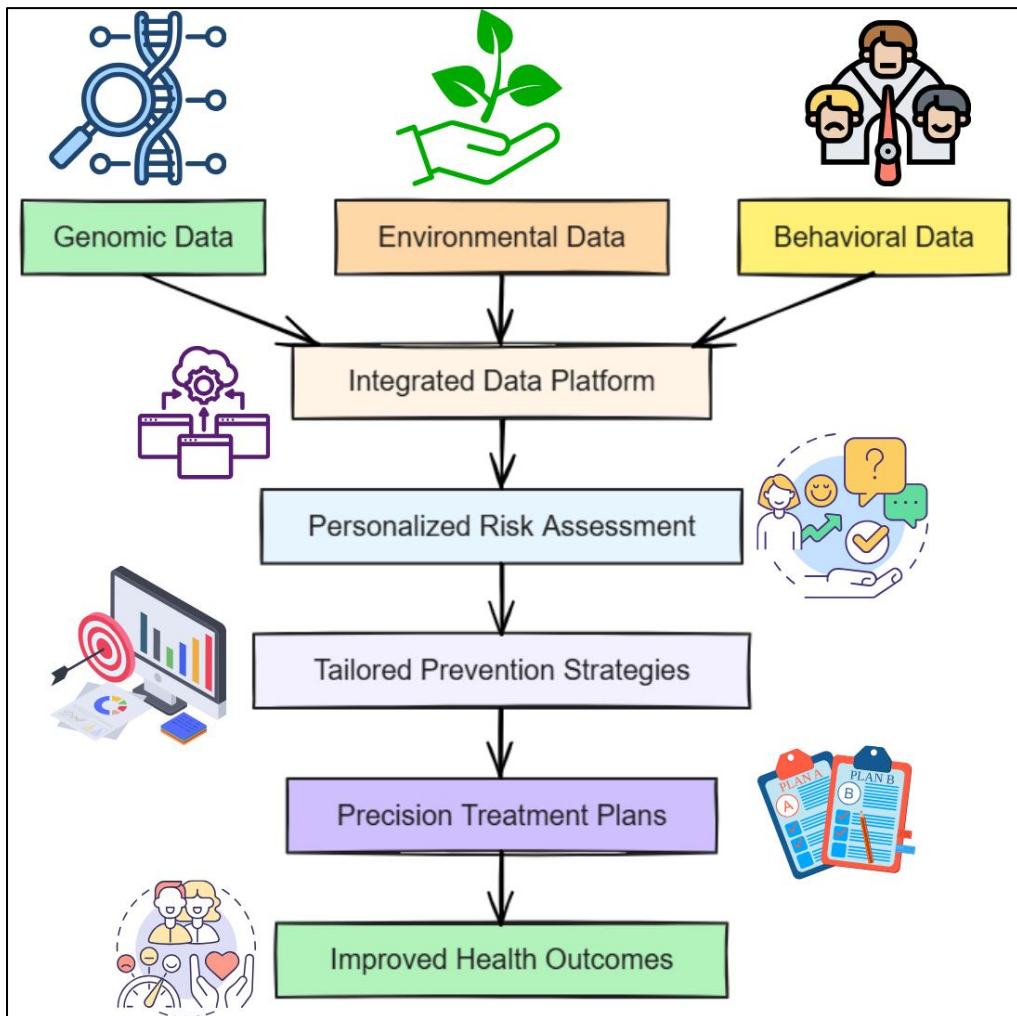 Genomic Data
Environmental Data
Behavioral Data
Integrated Data Platform
?
Personalized Risk Assessment
Tailored Prevention Strategies
PLAN A
PLAN B
A
B
Precision Treatment Plans
Improved Health Outcomes